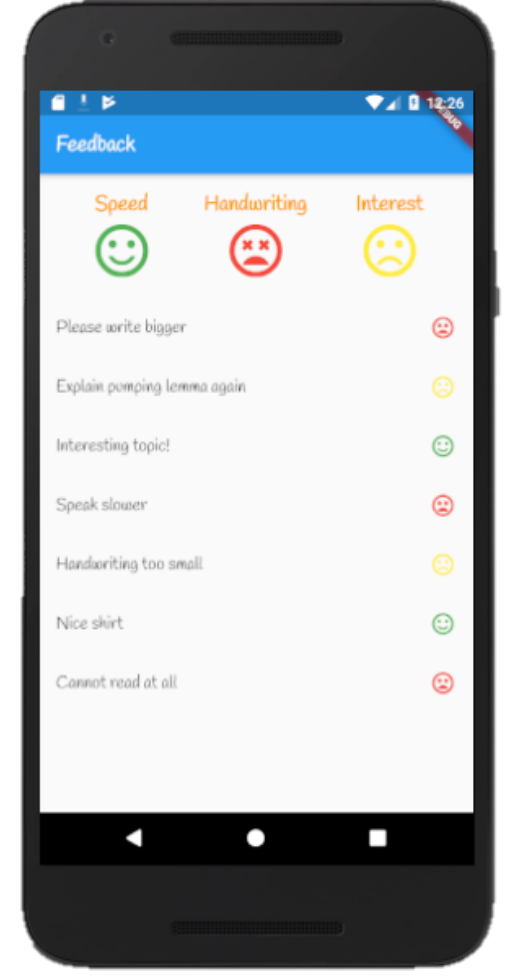 12:26
DEBUG
Feedback
Speed Handwriting Interest
Please write bigger
Explain pumping lemma again
Interesting topic!
Speak slower
Handwriting too small
Nice shirt
Cannot read at all